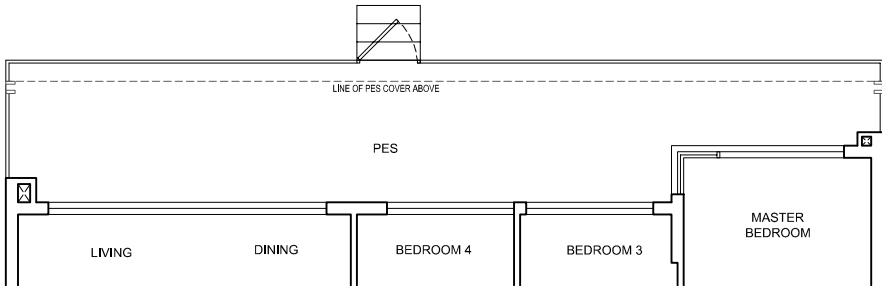 LINE OF PES COVER ABOVE
PES
LIVING
DINING
BEDROOM 4
BEDROOM 3
MASTER
BEDROOM